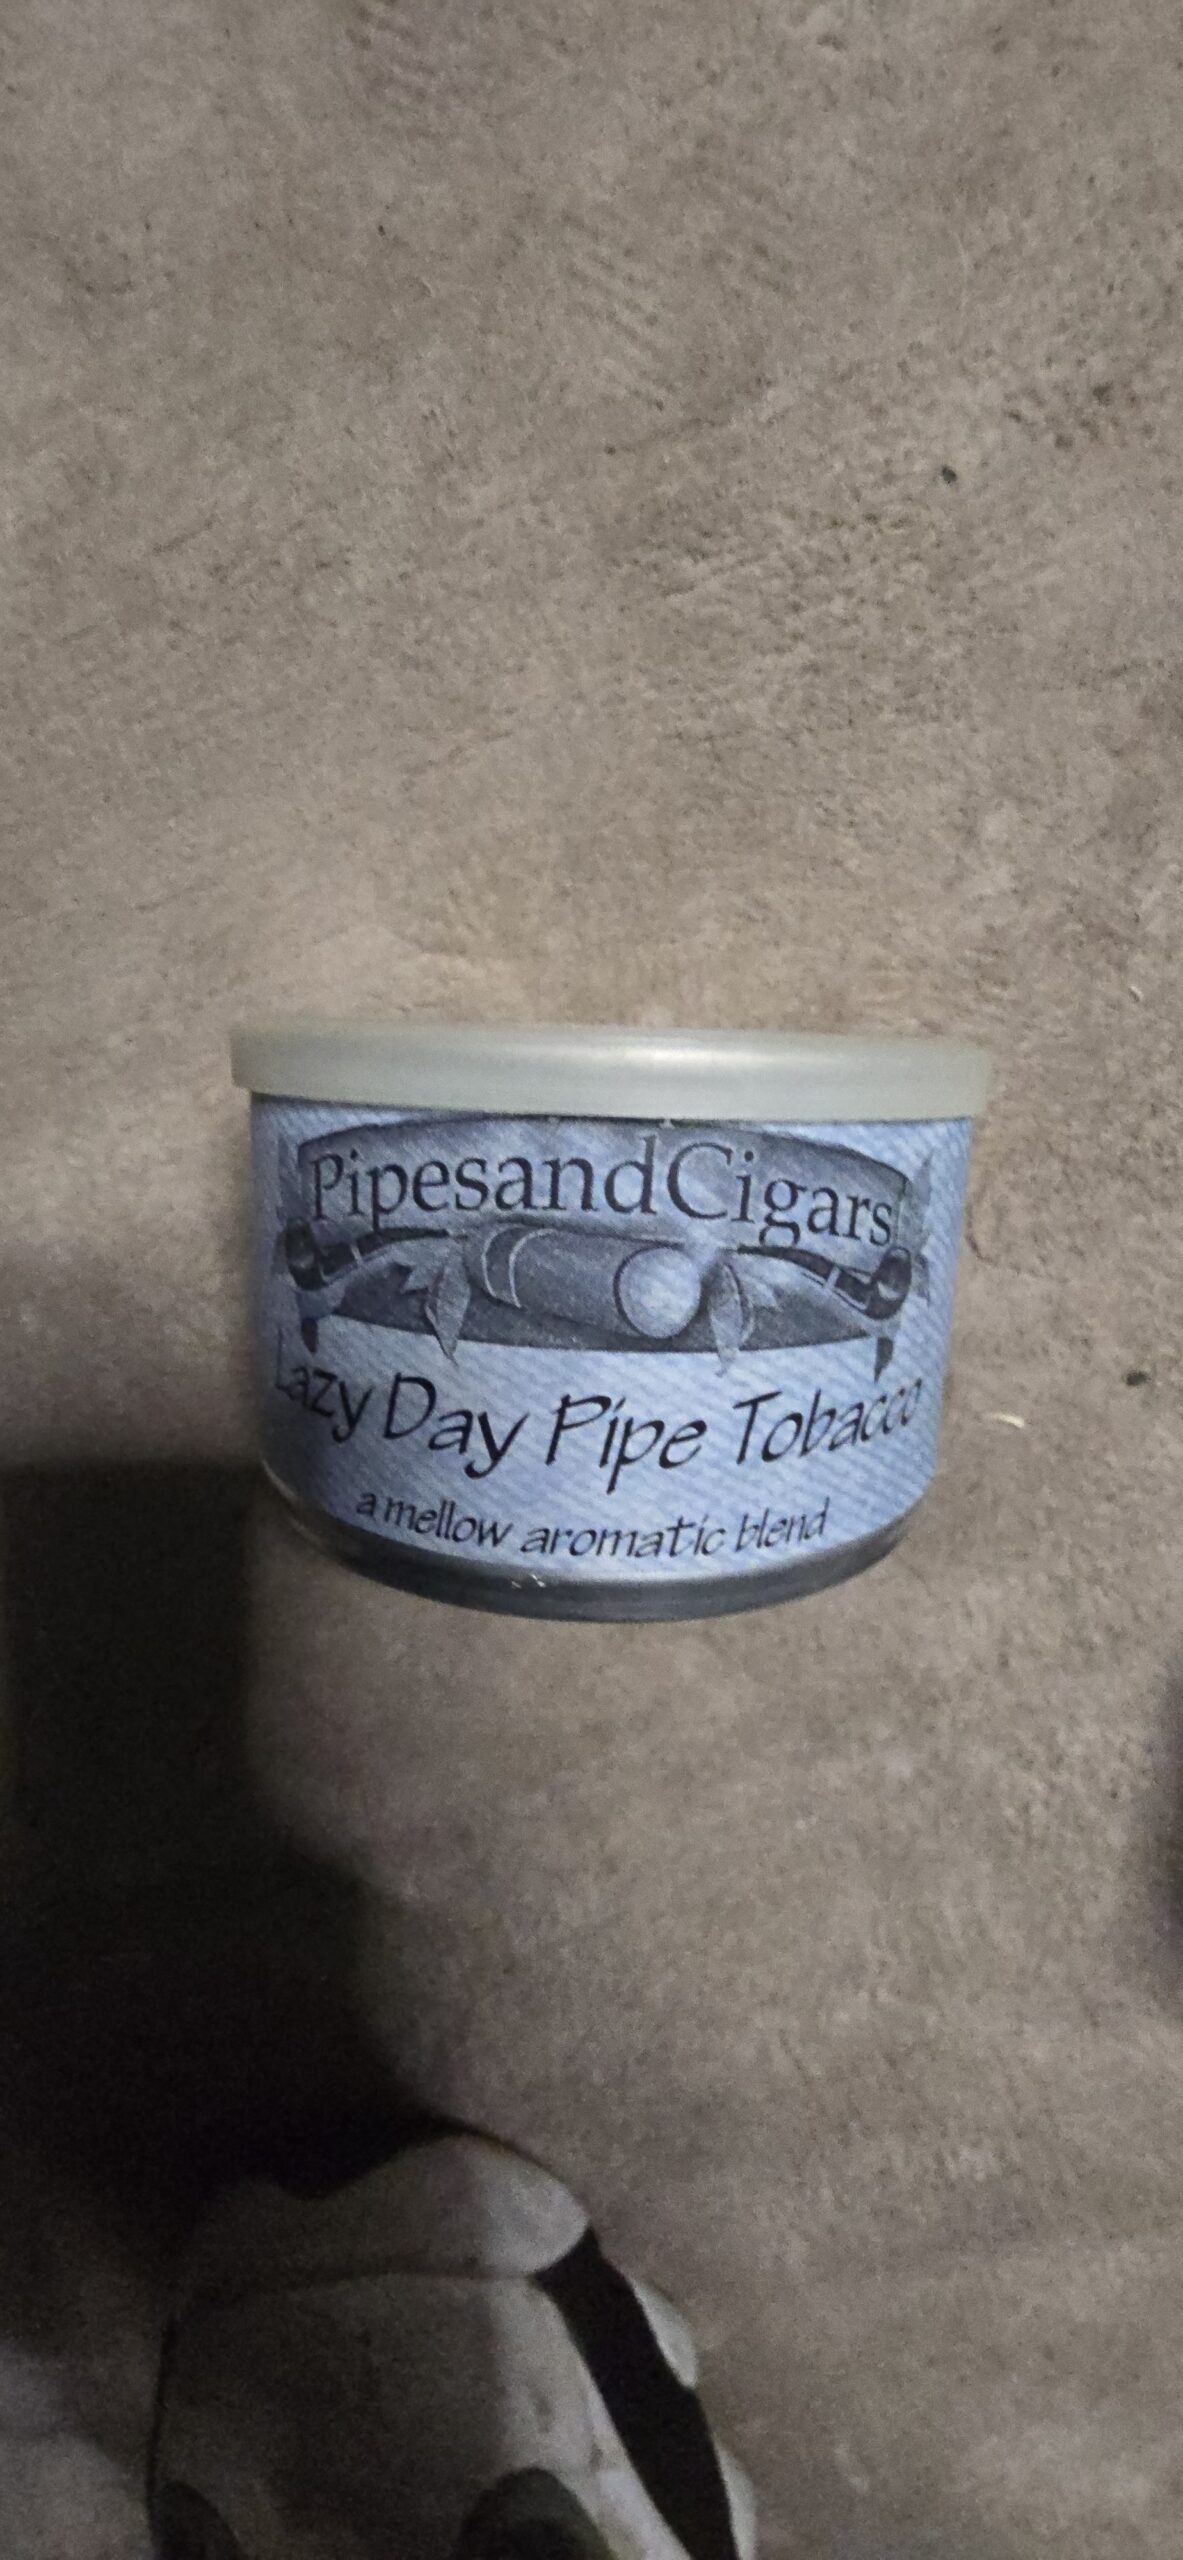 PipesandCigars
Lazy Day Pipe Tobacco
a mellow aromatic blend